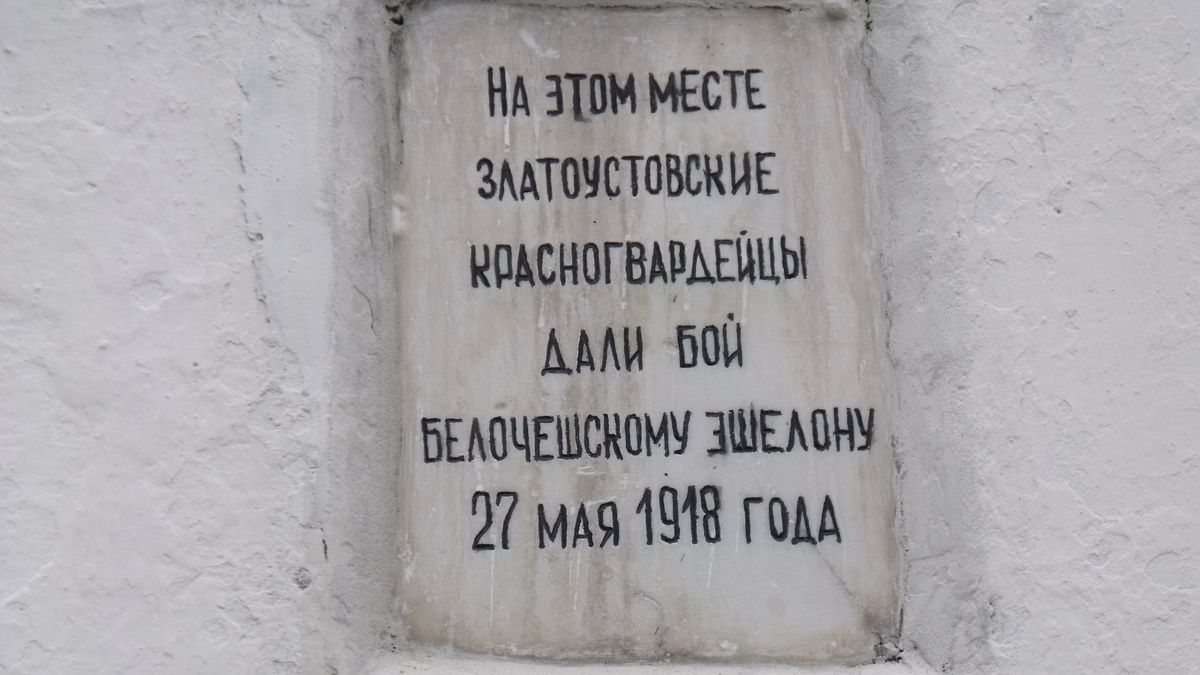 НА ЭТОМ МЕСТЕ
ЗЛАТОУСТОВСКИЕ
КРАСНОГВАРДЕЙЦЫ
ДАЛИ БОЙ
БЕЛОЧЕШСКОМУ ЭШЕЛОНУ
27 МАЯ 1918 ГОДА